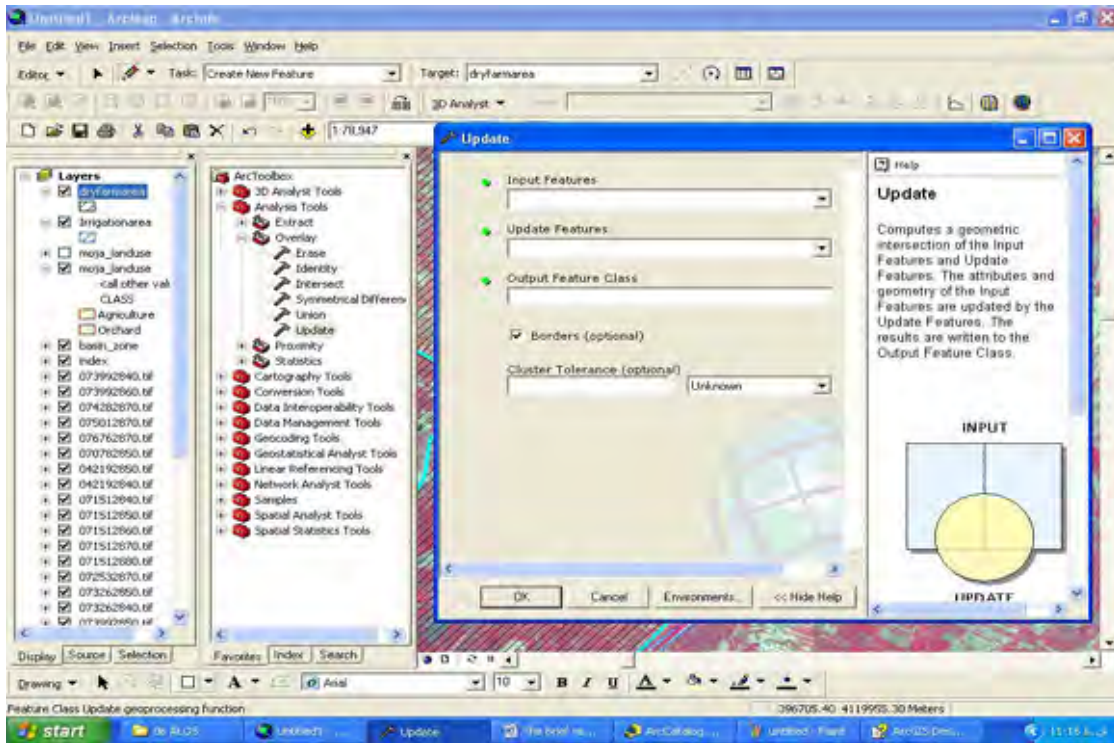 File Edit View Insert Selection Tools Window Help
Editor Task: Create New Feature Target: dryfarmarea
3D Analyst
1:78,947
Layers
dryfarmarea
Irrigationarea
moja_landuse
moja_landuse
<all other val
CLASS
Agriculture
Orchard
basin_zone
index
073992840.tif
073992860.tif
074282870.tif
075012870.tif
076762870.tif
070782850.tif
042192850.tif
042192840.tif
071512840.tif
071512850.tif
071512860.tif
071512870.tif
071512880.tif
072532870.tif
073262850.tif
073262840.tif
073992850.tif
Display Source Selection
ArcToolbox
3D Analyst Tools
Analysis Tools
Extract
Overlay
Erase
Identity
Intersect
Symmetrical Differen
Union
Update
Proximity
Statistics
Cartography Tools
Conversion Tools
Data Interoperability Tools
Data Management Tools
Geocoding Tools
Geostatistical Analyst Tools
Linear Referencing Tools
Network Analyst Tools
Samples
Spatial Analyst Tools
Spatial Statistics Tools
Favorites Index Search
Update
Input Features
Update Features
Output Feature Class
Borders (optional)
Cluster Tolerance (optional)
Unknown
OK Cancel Environments... << Hide Help
Help
Update
Computes a geometric
intersection of the Input
Features and Update
Features. The attributes and
geometry of the Input
Features are updated by the
Update Features. The
results are written to the
Output Feature Class.
INPUT
UPDATE
Drawing A Arial 10 B I U A
Feature Class Update geoprocessing function
396705.40 4119955.30 Meters
start Update ArcCatalog 11:16